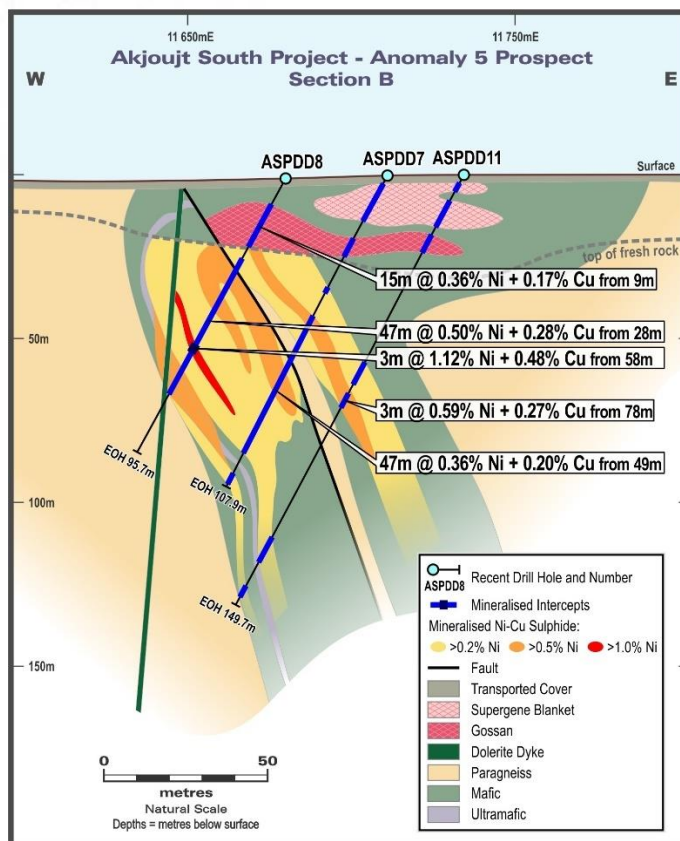 11 650mE
11 750mE
Akjoujt South Project - Anomaly 5 Prospect
Section B
W
E
ASPDD8
ASPDD7
ASPDD11
Surface
top of fresh rock
15m @ 0.36% Ni + 0.17% Cu from 9m
47m @ 0.50% Ni + 0.28% Cu from 28m
50m
3m @ 1.12% Ni + 0.48% Cu from 58m
3m @ 0.59% Ni + 0.27% Cu from 78m
47m @ 0.36% Ni + 0.20% Cu from 49m
EOH 95.7m
EOH 107.9m
100m
EOH 149.7m
150m
ASPDD8
Recent Drill Hole and Number
Mineralised Intercepts
Mineralised Ni-Cu Sulphide:
>0.2% Ni >0.5% Ni >1.0% Ni
Fault
Transported Cover
Supergene Blanket
Gossan
Dolerite Dyke
Paragneiss
Mafic
Ultramafic
0 50
metres
Natural Scale
Depths = metres below surface